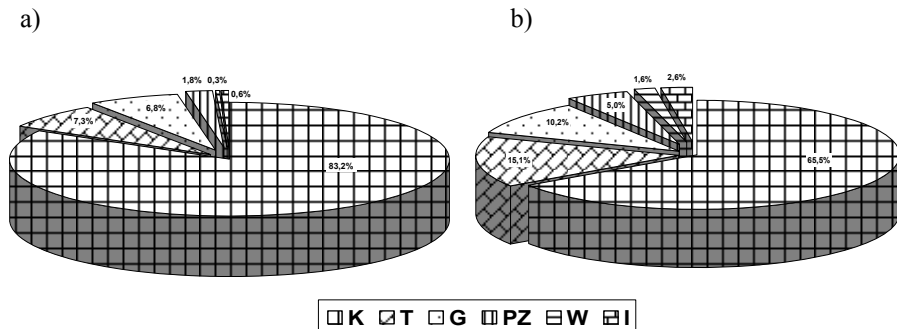 a) b)
1,8% 0,3% 0,6% 6,8% 7,3% 83,2%
1,6% 2,6% 5,0% 10,2% 15,1% 65,5%
K T G PZ W I